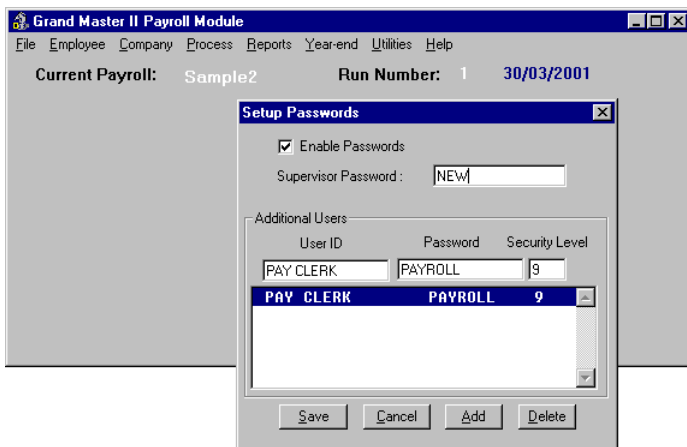 Grand Master II Payroll Module
File Employee Company Process Reports Year-end Utilities Help
Current Payroll: Sample2 Run Number: 1 30/03/2001
Setup Passwords
Enable Passwords
Supervisor Password : NEW
Additional Users
User ID Password Security Level
PAY CLERK PAYROLL 9
PAY CLERK PAYROLL 9
Save Cancel Add Delete